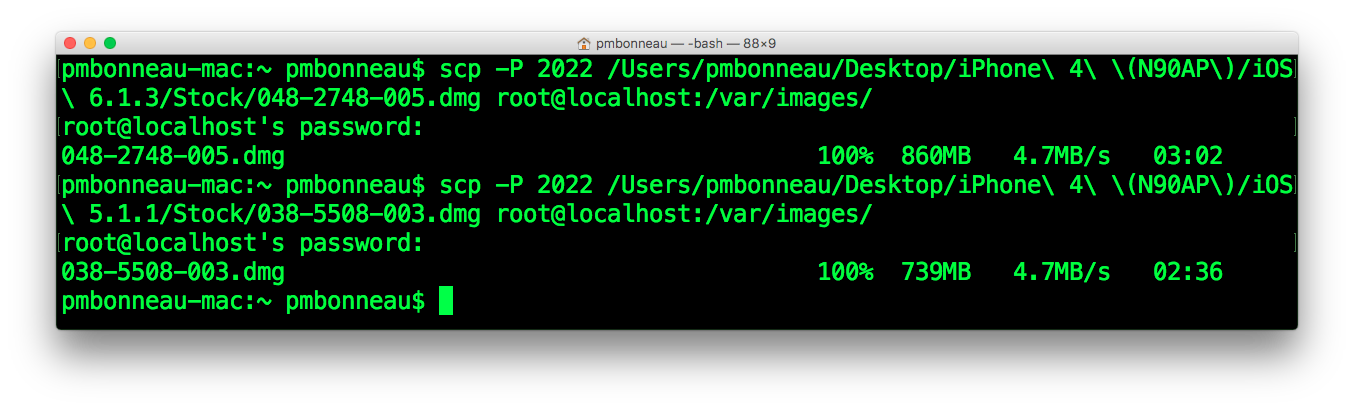 pmbonneau — -bash — 88×9
pmbonneau-mac:~ pmbonneau$ scp -P 2022 /Users/pmbonneau/Desktop/iPhone\ 4\ \(N90AP\)/iOS
\ 6.1.3/Stock/048-2748-005.dmg root@localhost:/var/images/
root@localhost's password:
048-2748-005.dmg 100% 860MB 4.7MB/s 03:02
pmbonneau-mac:~ pmbonneau$ scp -P 2022 /Users/pmbonneau/Desktop/iPhone\ 4\ \(N90AP\)/iOS
\ 5.1.1/Stock/038-5508-003.dmg root@localhost:/var/images/
root@localhost's password:
038-5508-003.dmg 100% 739MB 4.7MB/s 02:36
pmbonneau-mac:~ pmbonneau$